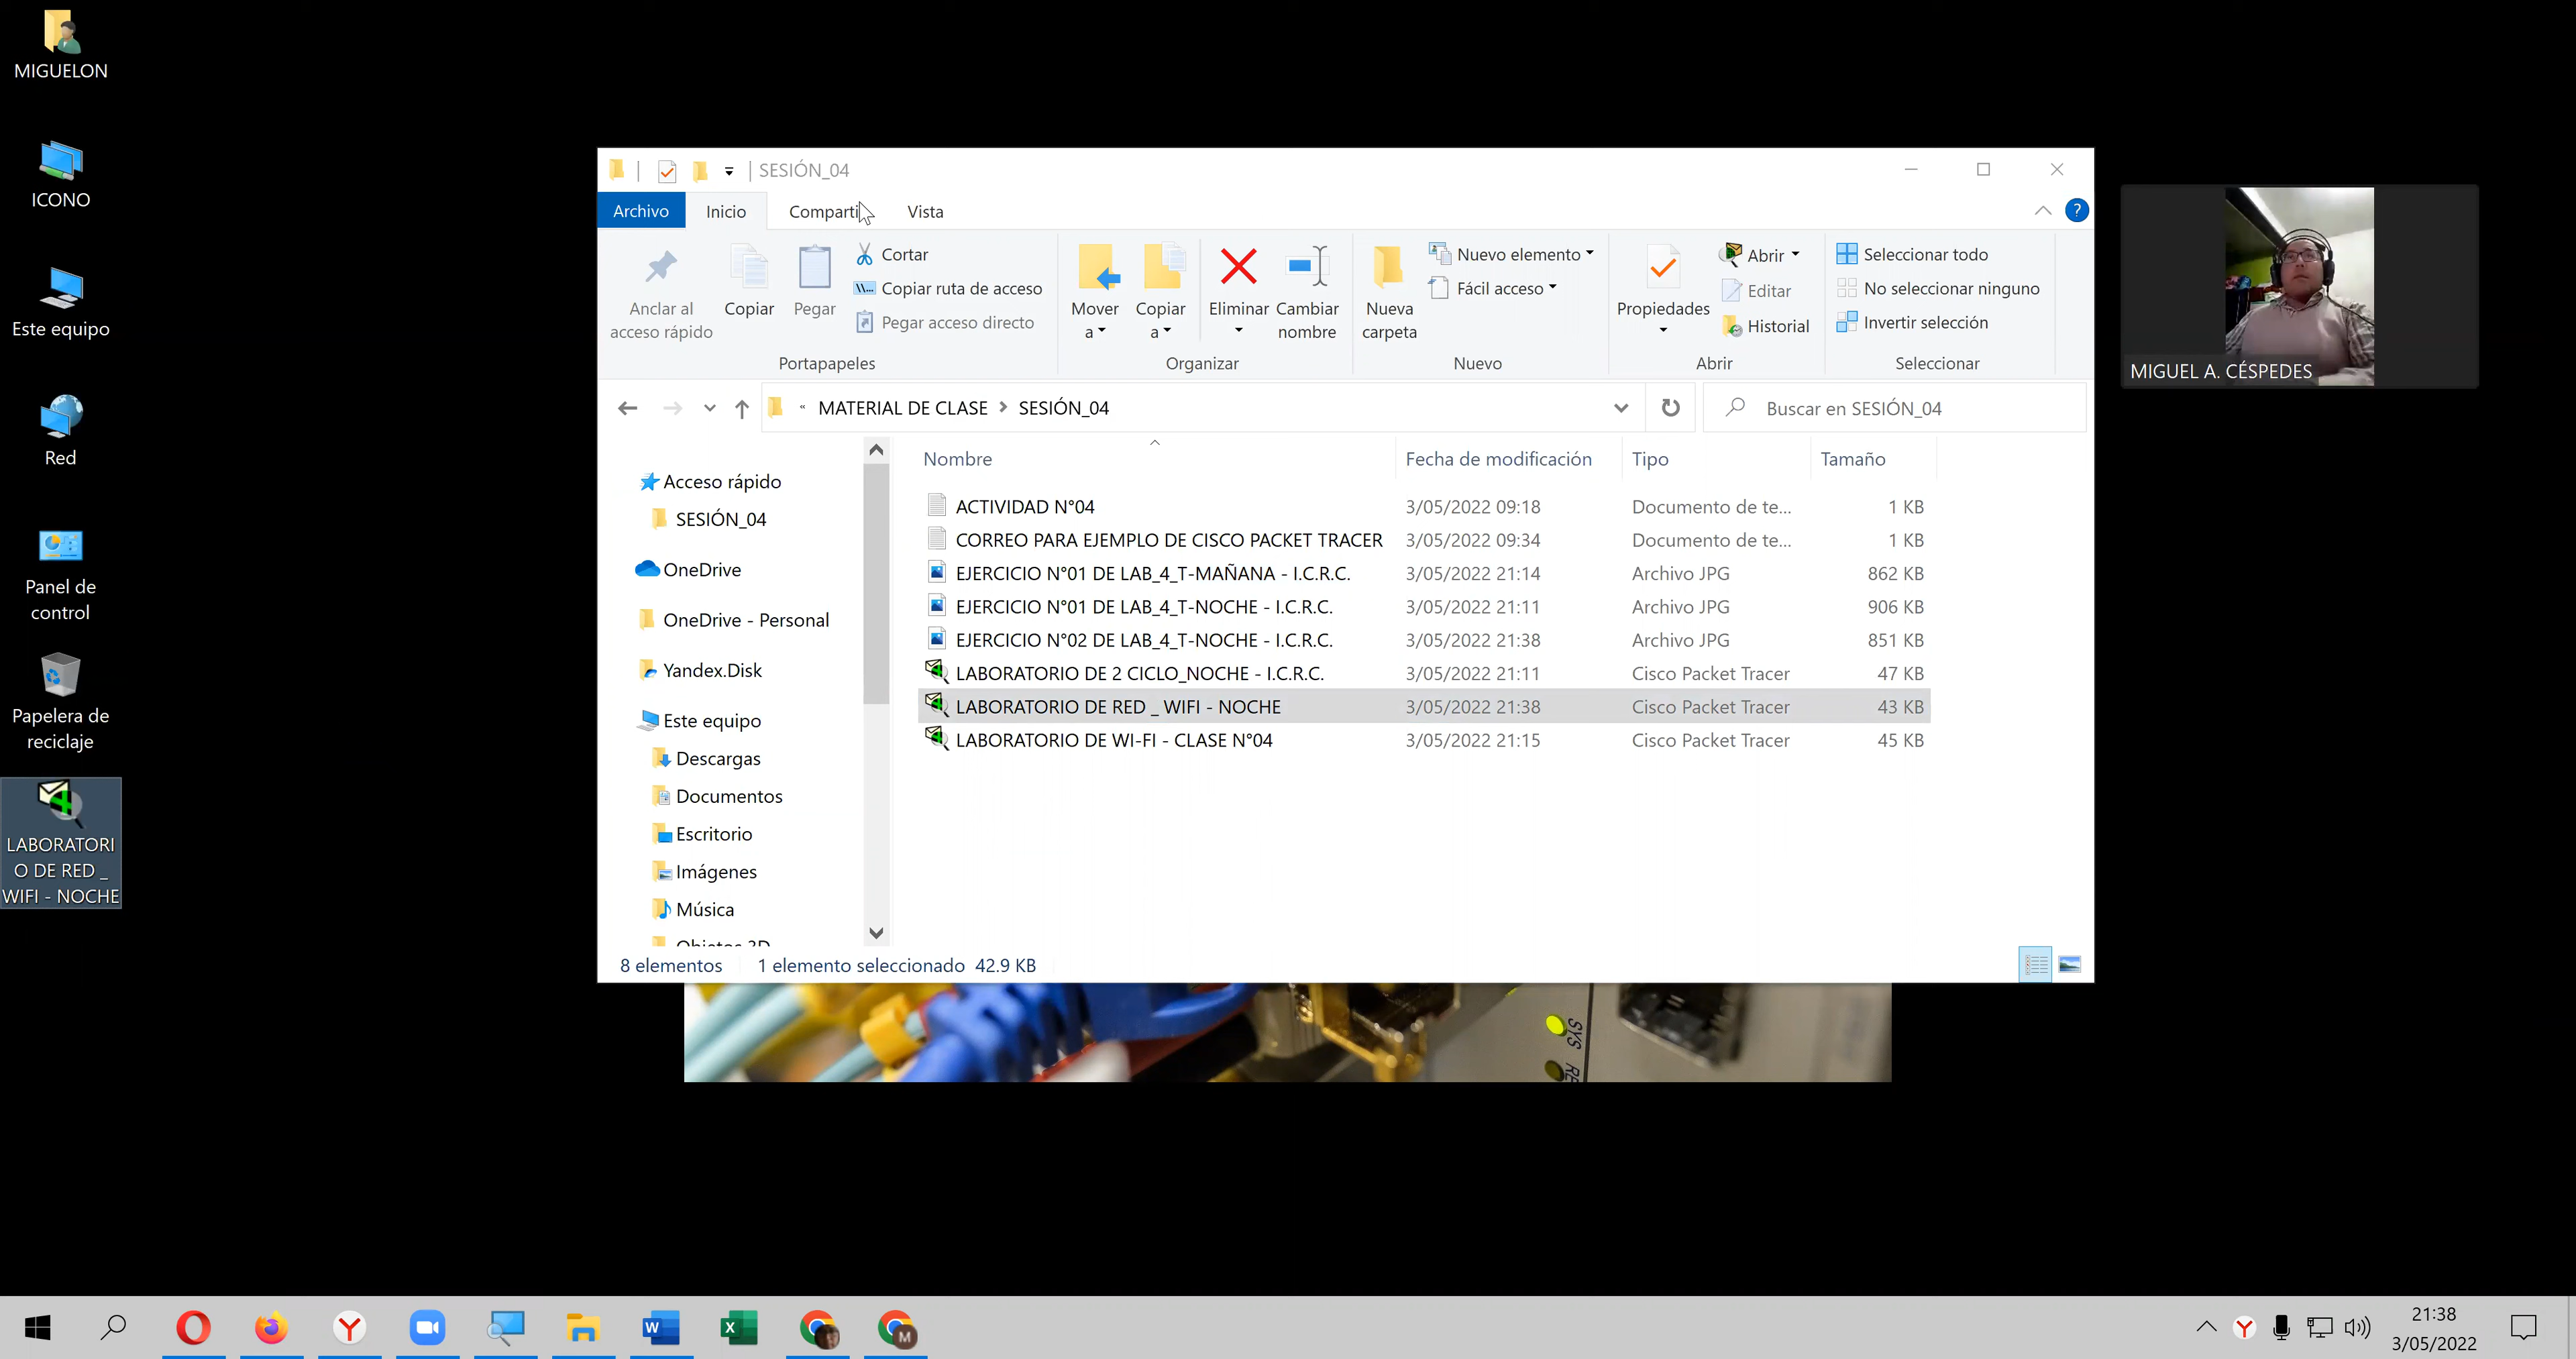 MIGUELON
ICONO
Este equipo
Red
Panel de
control
Papelera de
reciclaje
LABORATORI
O DE RED _
WIFI - NOCHE
SESIÓN_04
Archivo
Inicio
Comparti
Vista
?
Anclar al
acceso rápido
Copiar
Pegar
Cortar
Copiar ruta de acceso
Pegar acceso directo
Portapapeles
Mover
a
Copiar
a
Eliminar
Cambiar
nombre
Organizar
Nueva
carpeta
Nuevo elemento
Fácil acceso
Nuevo
Propiedades
Abrir
Editar
Historial
Abrir
Seleccionar todo
No seleccionar ninguno
Invertir selección
Seleccionar
« MATERIAL DE CLASE > SESIÓN_04
Buscar en SESIÓN_04
Acceso rápido
SESIÓN_04
OneDrive
OneDrive - Personal
Yandex.Disk
Este equipo
Descargas
Documentos
Escritorio
Imágenes
Música
Objetos 3D
Nombre Fecha de modificación Tipo Tamaño
ACTIVIDAD N°04 3/05/2022 09:18 Documento de te... 1 KB
CORREO PARA EJEMPLO DE CISCO PACKET TRACER 3/05/2022 09:34 Documento de te... 1 KB
EJERCICIO N°01 DE LAB_4_T-MAÑANA - I.C.R.C. 3/05/2022 21:14 Archivo JPG 862 KB
EJERCICIO N°01 DE LAB_4_T-NOCHE - I.C.R.C. 3/05/2022 21:11 Archivo JPG 906 KB
EJERCICIO N°02 DE LAB_4_T-NOCHE - I.C.R.C. 3/05/2022 21:38 Archivo JPG 851 KB
LABORATORIO DE 2 CICLO_NOCHE - I.C.R.C. 3/05/2022 21:11 Cisco Packet Tracer 47 KB
LABORATORIO DE RED _ WIFI - NOCHE 3/05/2022 21:38 Cisco Packet Tracer 43 KB
LABORATORIO DE WI-FI - CLASE N°04 3/05/2022 21:15 Cisco Packet Tracer 45 KB
8 elementos 1 elemento seleccionado 42.9 KB
MIGUEL A. CÉSPEDES
SYS
RE
21:38
3/05/2022